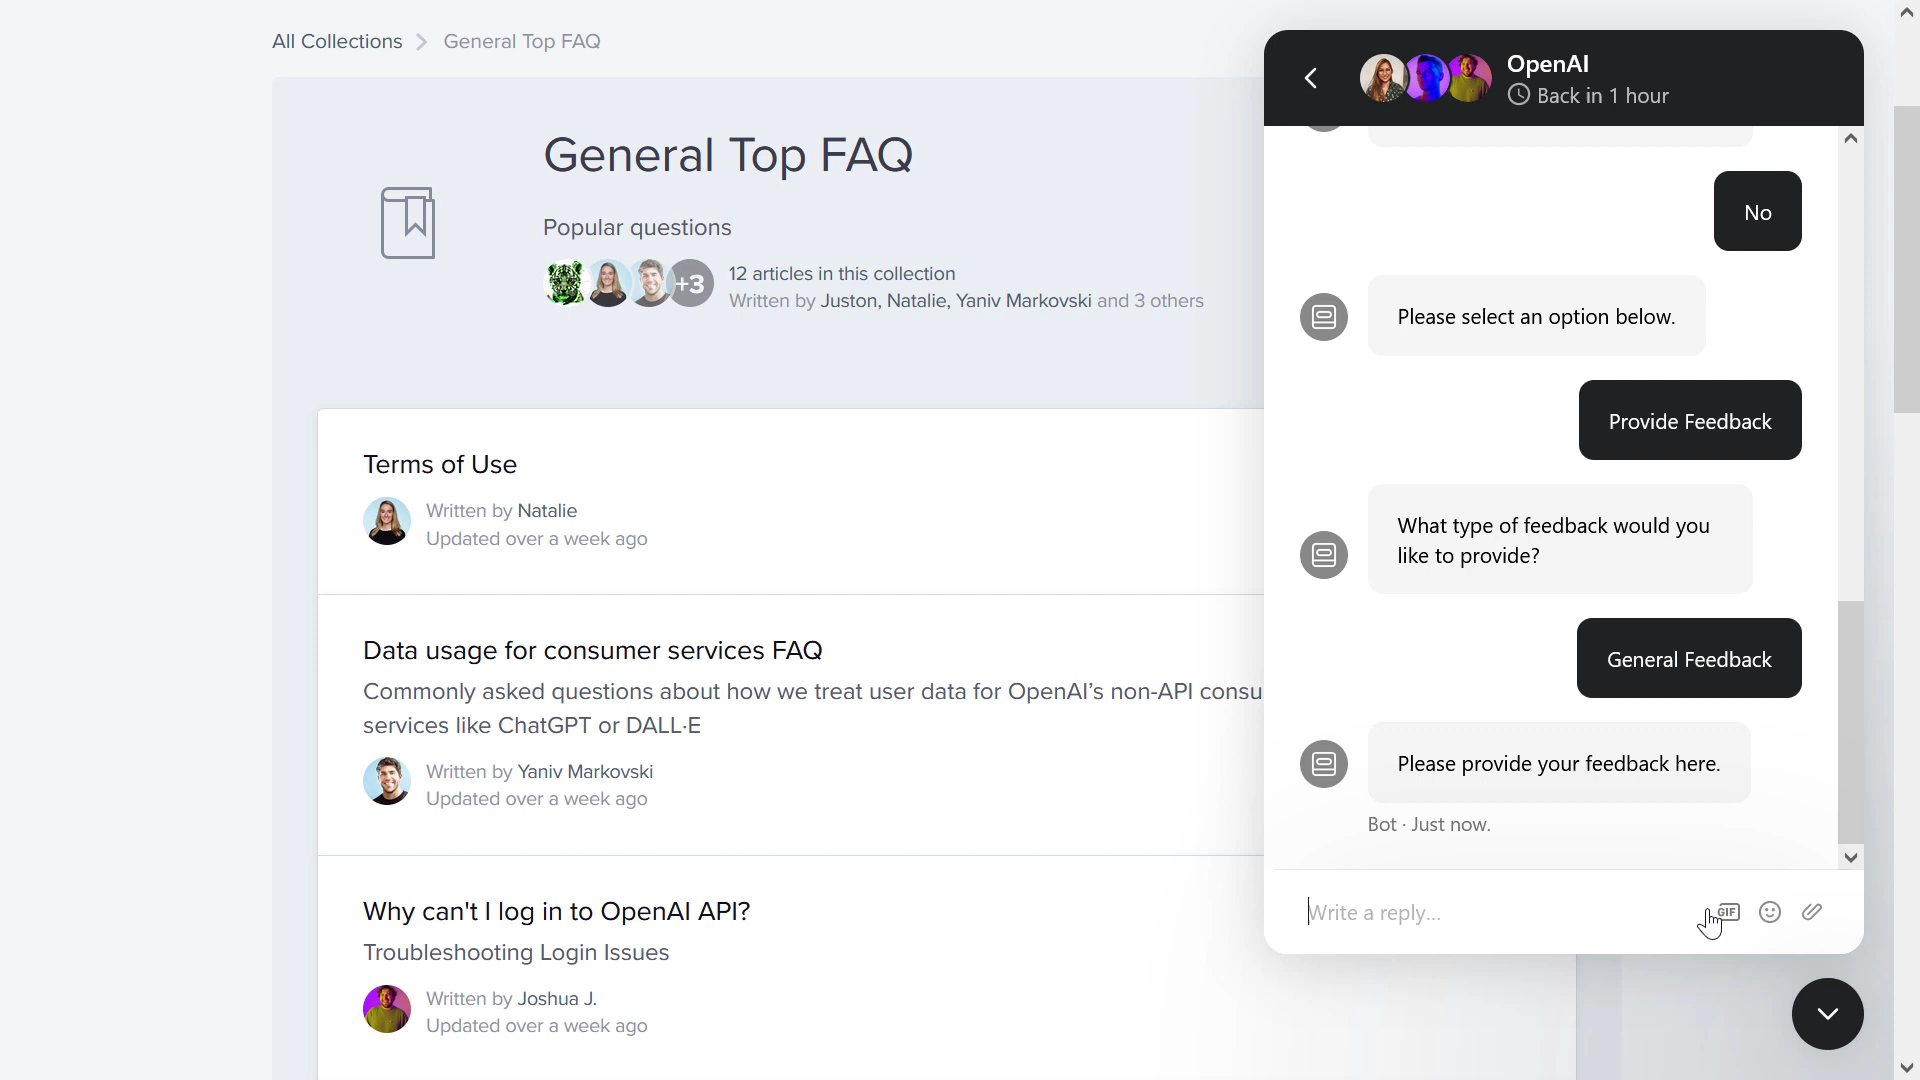 All Collections
General Top FAQ
General Top FAQ
Popular questions
+3
12 articles in this collection
Written by Juston, Natalie, Yaniv Markovski and 3 others
Terms of Use
Written by Natalie
Updated over a week ago
Data usage for consumer services FAQ
Commonly asked questions about how we treat user data for OpenAI's non-API consu
services like ChatGPT or DALL·E
Written by Yaniv Markovski
Updated over a week ago
Why can't I log in to OpenAI API?
Troubleshooting Login Issues
Written by Joshua J.
Updated over a week ago
OpenAI
Back in 1 hour
No
Please select an option below.
Provide Feedback
What type of feedback would you
like to provide?
General Feedback
Please provide your feedback here.
Bot · Just now.
Write a reply...
GIF